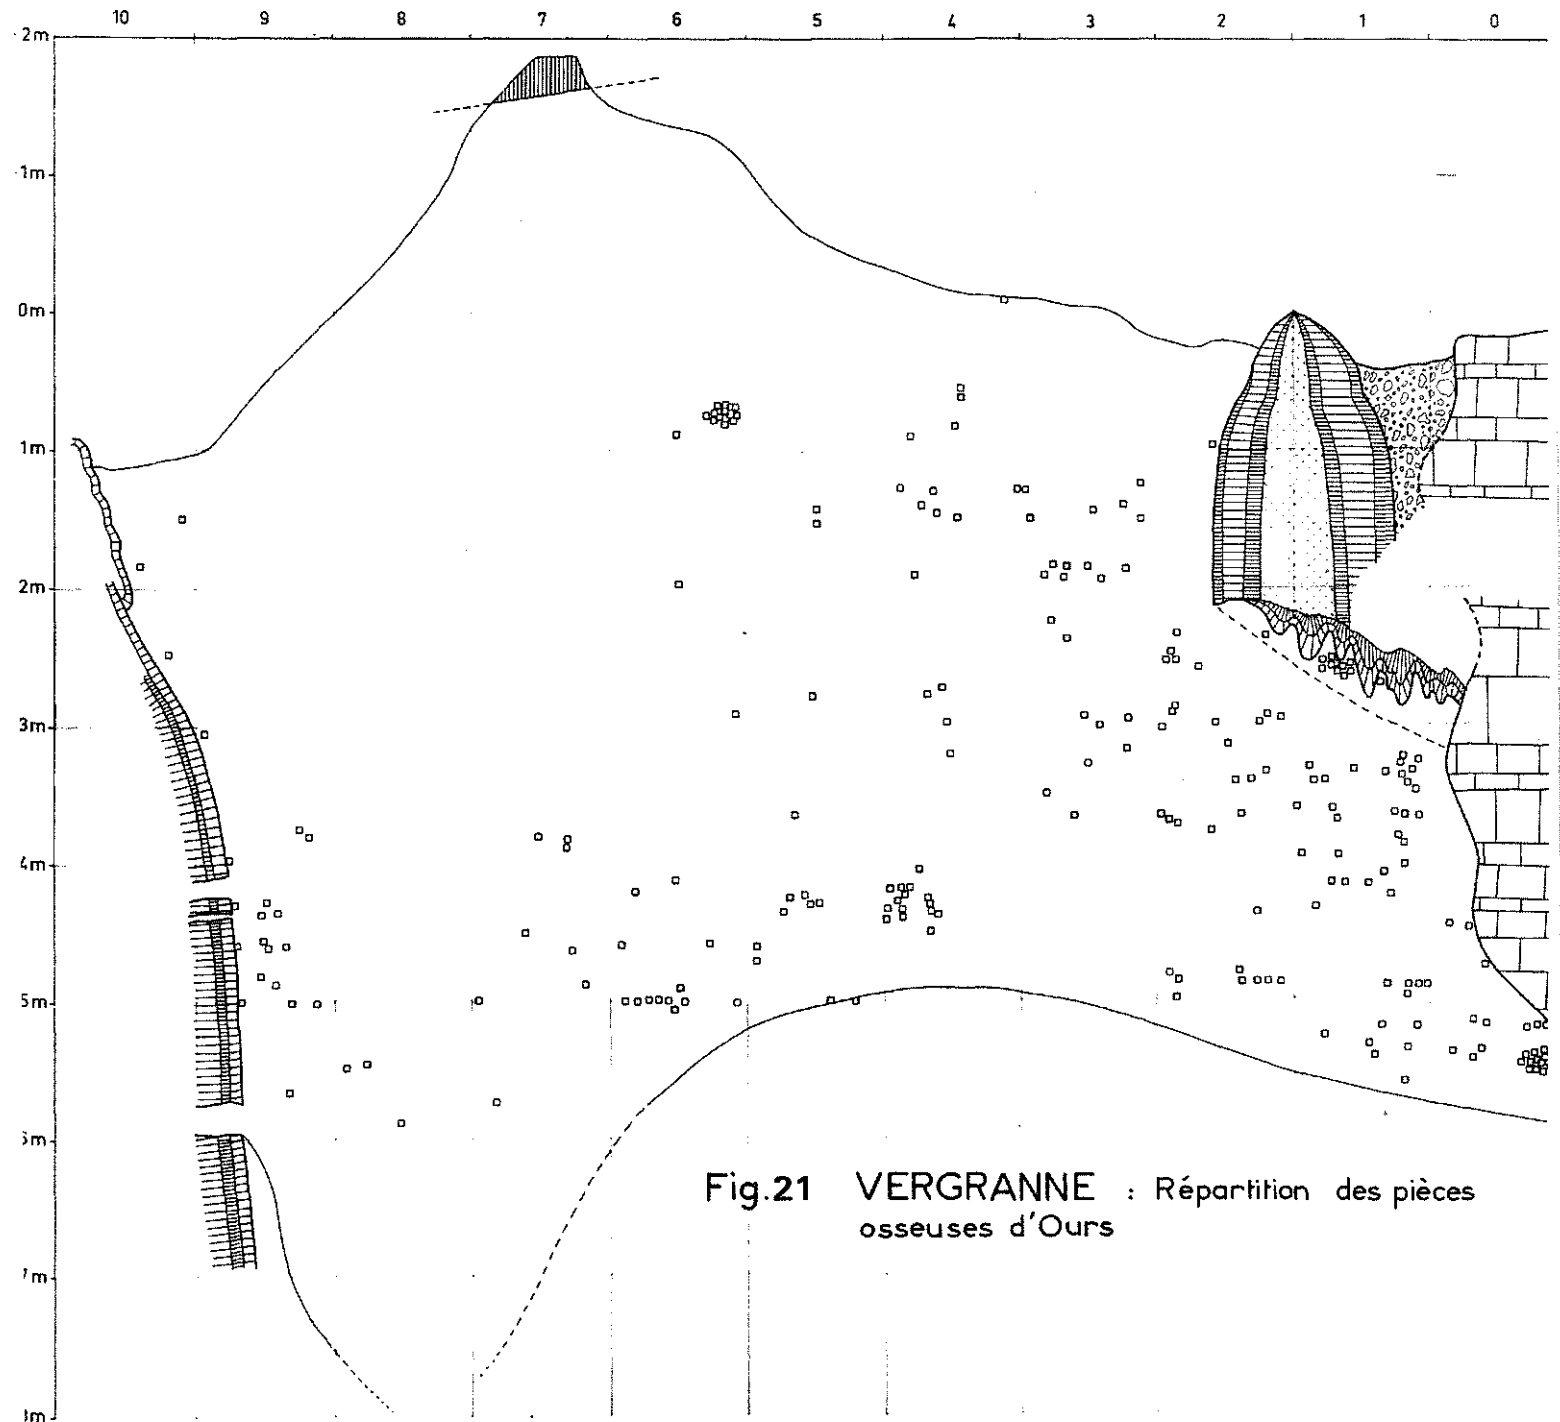 10 9 8 7 6 5 4 3 2 1 0
2m
1m
0m
1m
2m
3m
4m
5m
Fig.21 VERGRANNE : Répartition des pièces
osseuses d'Ours